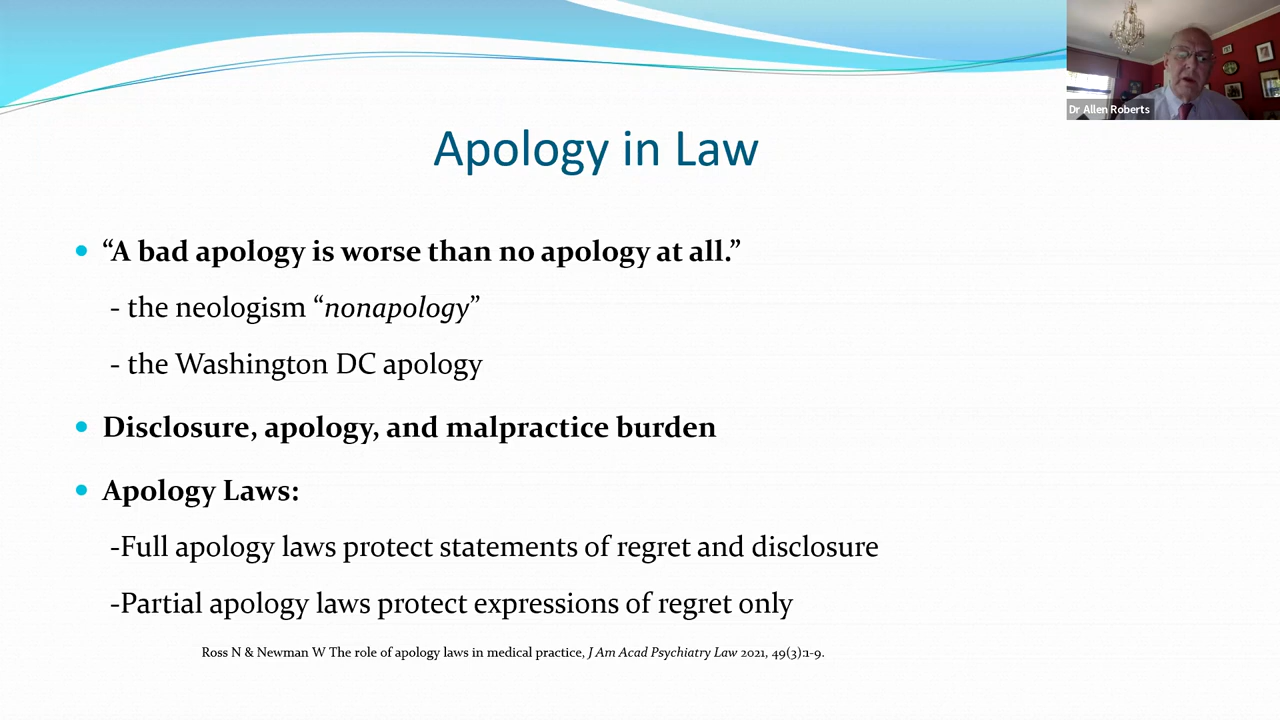 Dr Allen Roberts
Apology in Law
• “A bad apology is worse than no apology at all.”
- the neologism “nonapology”
- the Washington DC apology
• Disclosure, apology, and malpractice burden
• Apology Laws:
-Full apology laws protect statements of regret and disclosure
-Partial apology laws protect expressions of regret only
Ross N & Newman W The role of apology laws in medical practice, J Am Acad Psychiatry Law 2021, 49(3):1-9.